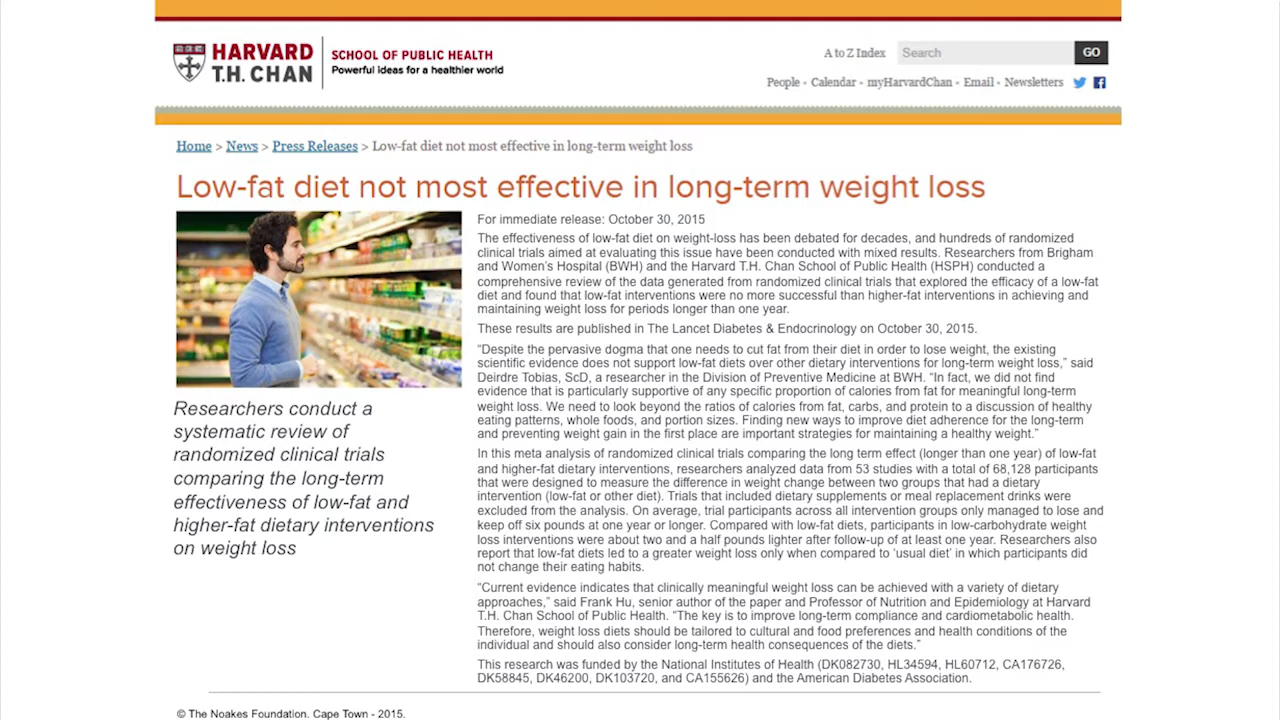 HARVARD
T.H. CHAN
SCHOOL OF PUBLIC HEALTH
Powerful ideas for a healthier world
A to Z Index
Search
GO
People • Calendar • myHarvardChan • Email • Newsletters
Home > News > Press Releases > Low-fat diet not most effective in long-term weight loss
Low-fat diet not most effective in long-term weight loss
Researchers conduct a
systematic review of
randomized clinical trials
comparing the long-term
effectiveness of low-fat and
higher-fat dietary interventions
on weight loss
For immediate release: October 30, 2015
The effectiveness of low-fat diet on weight-loss has been debated for decades, and hundreds of randomized
clinical trials aimed at evaluating this issue have been conducted with mixed results. Researchers from Brigham
and Women’s Hospital (BWH) and the Harvard T.H. Chan School of Public Health (HSPH) conducted a
comprehensive review of the data generated from randomized clinical trials that explored the efficacy of a low-fat
diet and found that low-fat interventions were no more successful than higher-fat interventions in achieving and
maintaining weight loss for periods longer than one year.
These results are published in The Lancet Diabetes & Endocrinology on October 30, 2015.
“Despite the pervasive dogma that one needs to cut fat from their diet in order to lose weight, the existing
scientific evidence does not support low-fat diets over other dietary interventions for long-term weight loss,” said
Deirdre Tobias, ScD, a researcher in the Division of Preventive Medicine at BWH. “In fact, we did not find
evidence that is particularly supportive of any specific proportion of calories from fat for meaningful long-term
weight loss. We need to look beyond the ratios of calories from fat, carbs, and protein to a discussion of healthy
eating patterns, whole foods, and portion sizes. Finding new ways to improve diet adherence for the long-term
and preventing weight gain in the first place are important strategies for maintaining a healthy weight.”
In this meta analysis of randomized clinical trials comparing the long term effect (longer than one year) of low-fat
and higher-fat dietary interventions, researchers analyzed data from 53 studies with a total of 68,128 participants
that were designed to measure the difference in weight change between two groups that had a dietary
intervention (low-fat or other diet). Trials that included dietary supplements or meal replacement drinks were
excluded from the analysis. On average, trial participants across all intervention groups only managed to lose and
keep off six pounds at one year or longer. Compared with low-fat diets, participants in low-carbohydrate weight
loss interventions were about two and a half pounds lighter after follow-up of at least one year. Researchers also
report that low-fat diets led to a greater weight loss only when compared to ‘usual diet’ in which participants did
not change their eating habits.
“Current evidence indicates that clinically meaningful weight loss can be achieved with a variety of dietary
approaches,” said Frank Hu, senior author of the paper and Professor of Nutrition and Epidemiology at Harvard
T.H. Chan School of Public Health. “The key is to improve long-term compliance and cardiometabolic health.
Therefore, weight loss diets should be tailored to cultural and food preferences and health conditions of the
individual and should also consider long-term health consequences of the diets.”
This research was funded by the National Institutes of Health (DK082730, HL34594, HL60712, CA176726,
DK58845, DK46200, DK103720, and CA155626) and the American Diabetes Association.
© The Noakes Foundation. Cape Town - 2015.